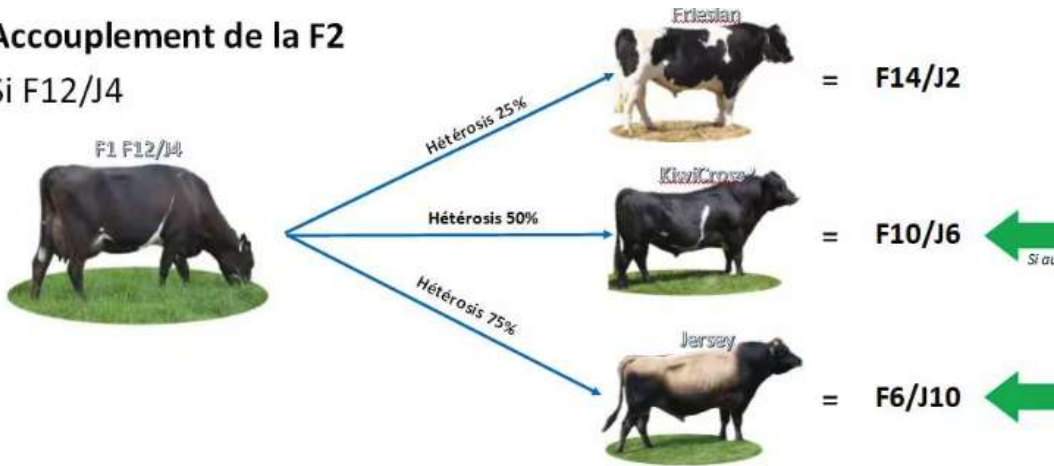 Accouplement de la F2
Si F12/J4
F1 F12/J4
Hétérosis 25%
Hétérosis 50%
Hétérosis 75%
Friesian
= F14/J2
KiwiCross
= F10/J6
Si au
Jersey
= F6/J10